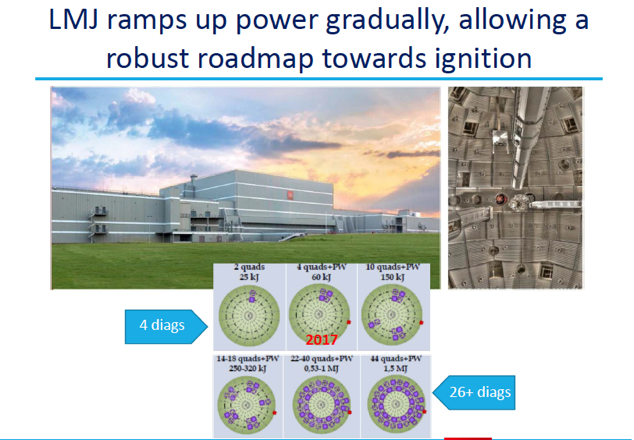 LMJ ramps up power gradually, allowing a
robust roadmap towards ignition
2 quads
25 kJ
4 quads+PW
60 kJ
10 quads+PW
150 kJ
4 diags
2017
14-18 quads+PW
250-320 kJ
22-40 quads+PW
0,53-1 MJ
44 quads+PW
1,5 MJ
26+ diags